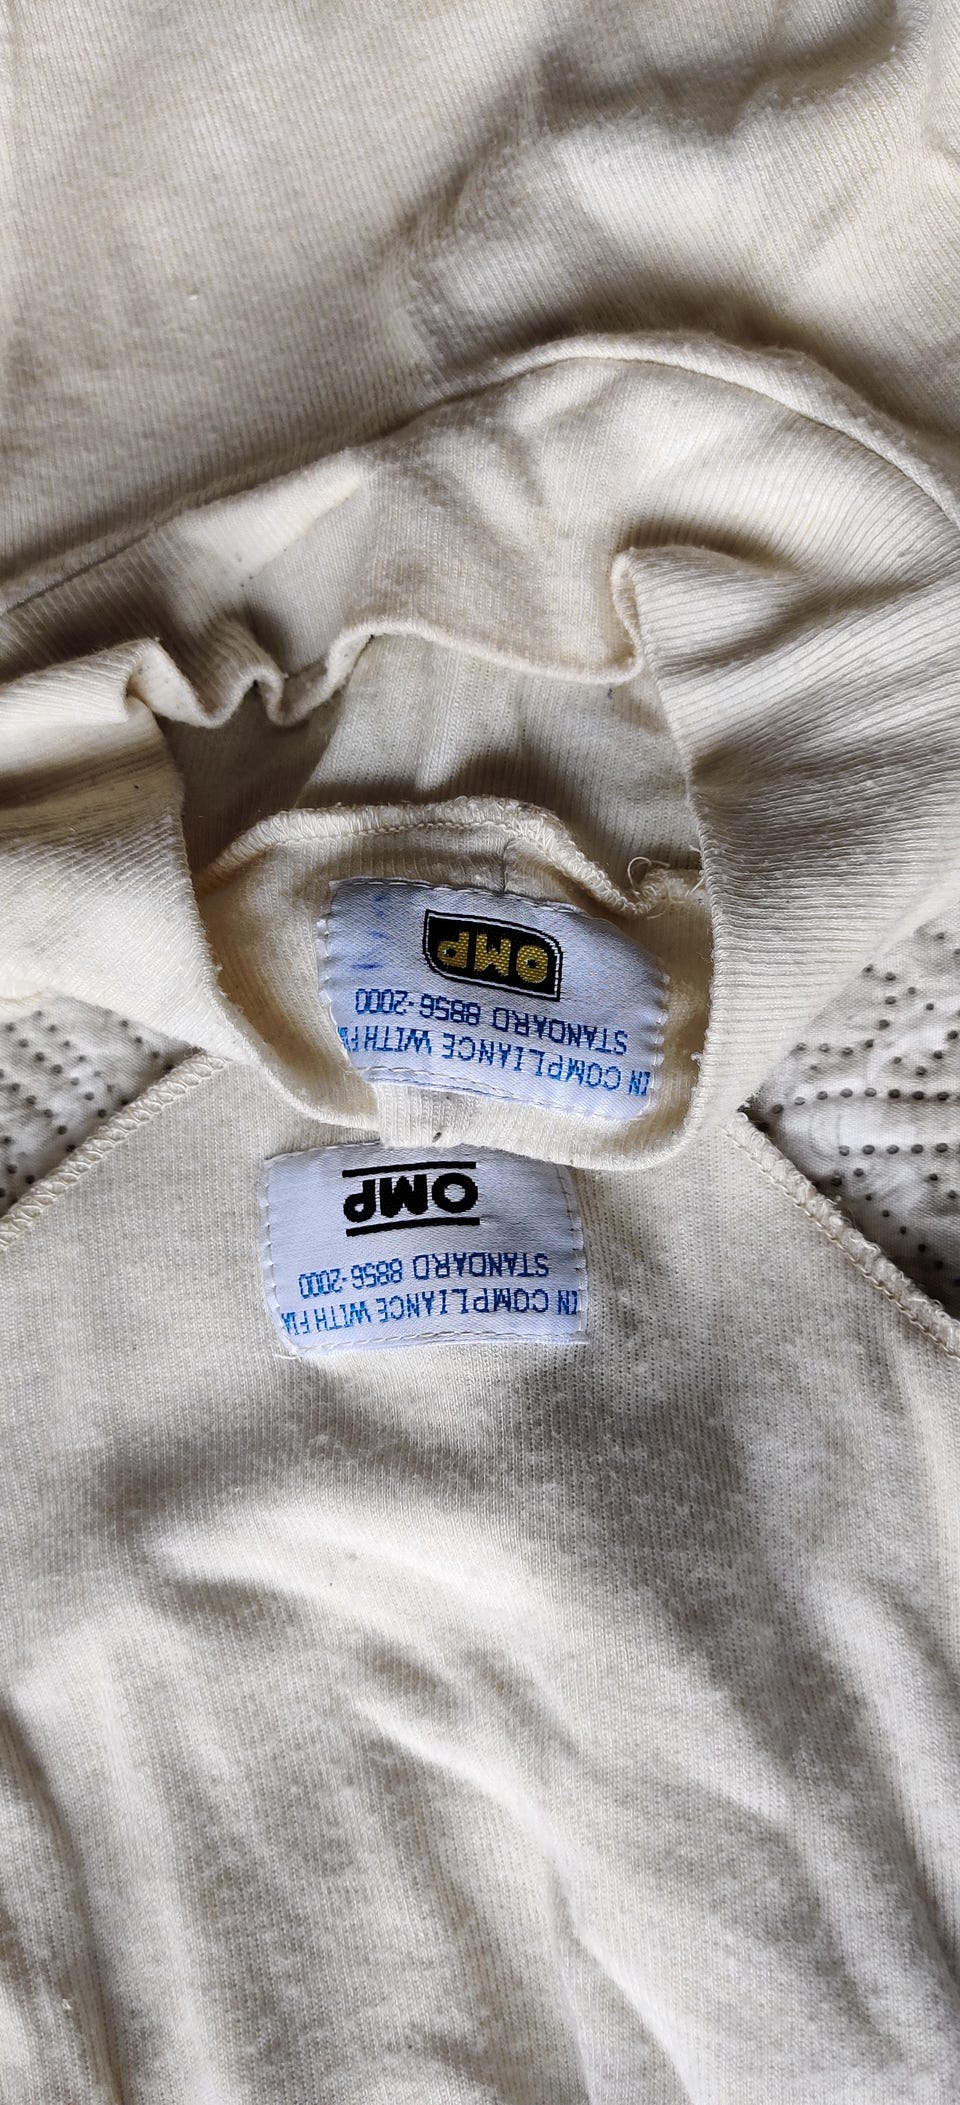 IN COMPLIANCE WITH FIA
STANDARD 8856-2000
OMP
IN COMPLIANCE WITH FIA
STANDARD 8856-2000
OMP